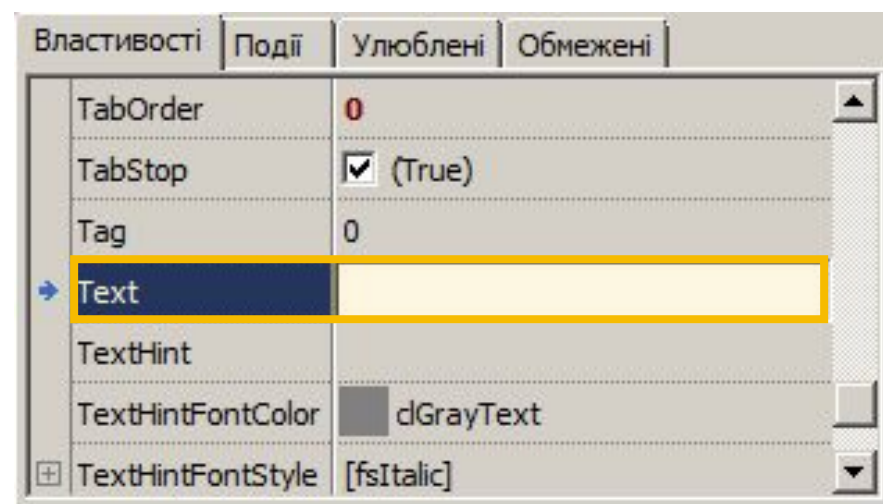 Властивості Події Улюблені Обмежені
TabOrder 0
TabStop (True)
Tag 0
Text
TextHint
TextHintFontColor clGrayText
TextHintFontStyle [fsItalic]